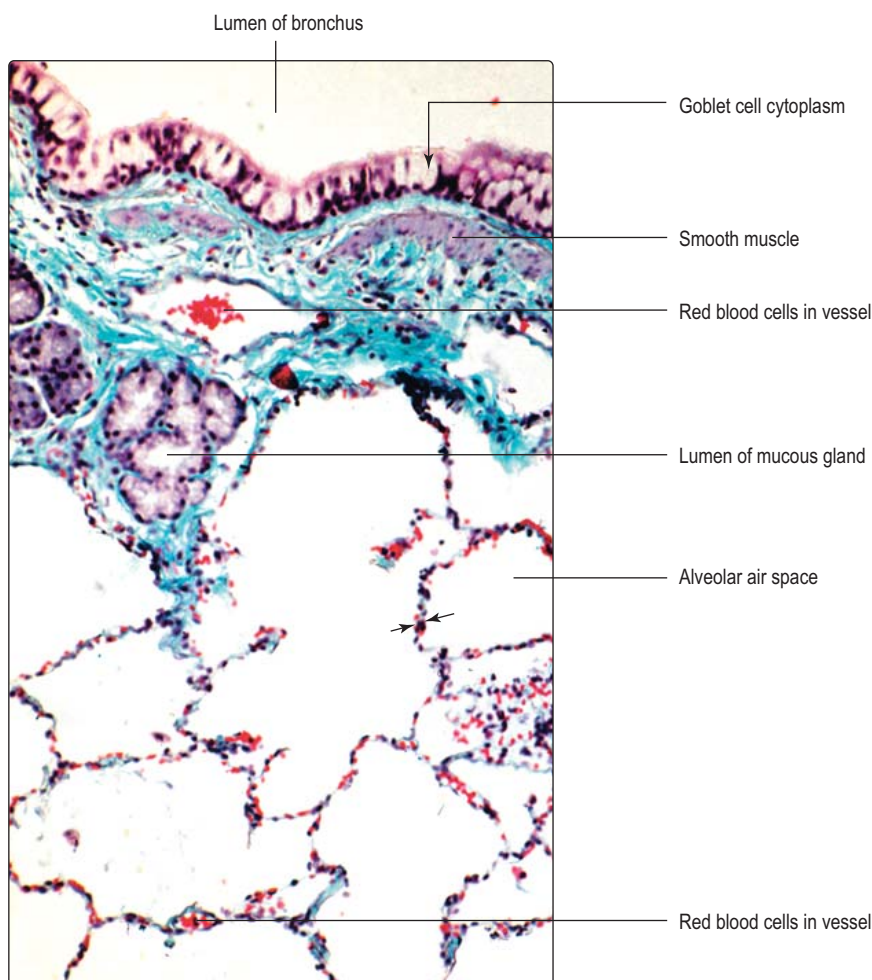 Lumen of bronchus
Goblet cell cytoplasm
Smooth muscle
Red blood cells in vessel
Lumen of mucous gland
Alveolar air space
Red blood cells in vessel